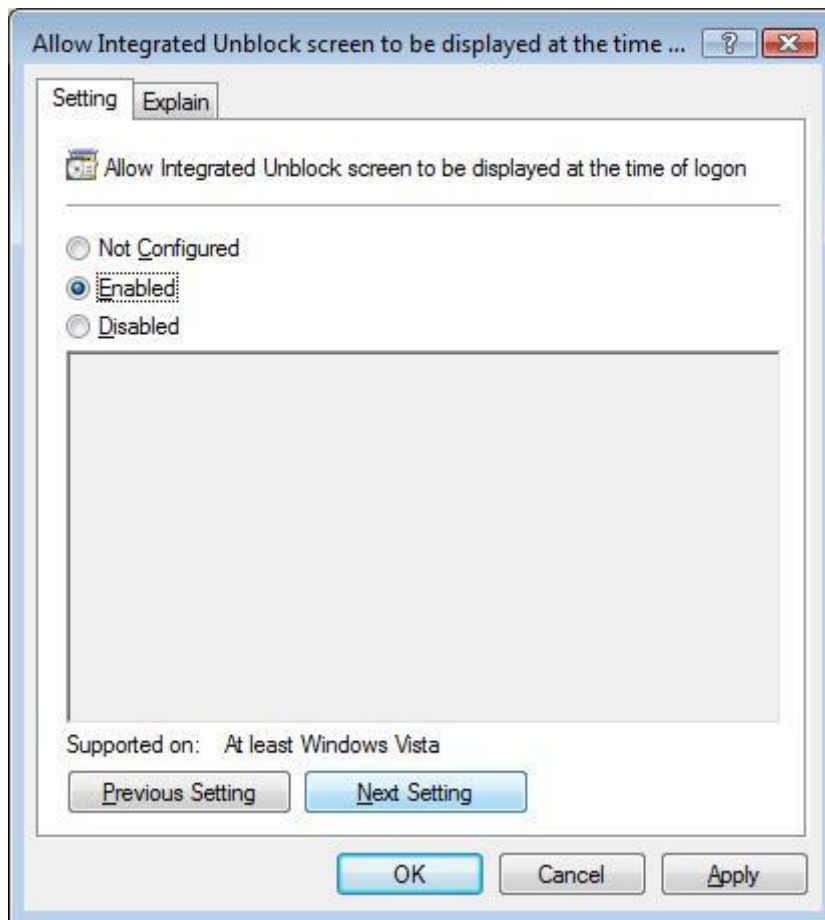 Allow Integrated Unblock screen to be displayed at the time ...
Setting Explain
Allow Integrated Unblock screen to be displayed at the time of logon
Not Configured
Enabled
Disabled
Supported on: At least Windows Vista
Previous Setting Next Setting
OK Cancel Apply